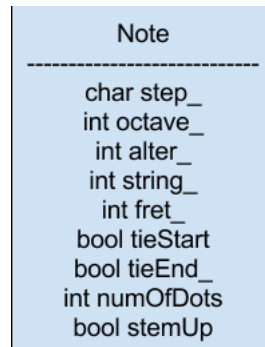 Note
----------------------------
char step_
int octave_
int alter_
int string_
int fret_
bool tieStart
bool tieEnd_
int numOfDots
bool stemUp